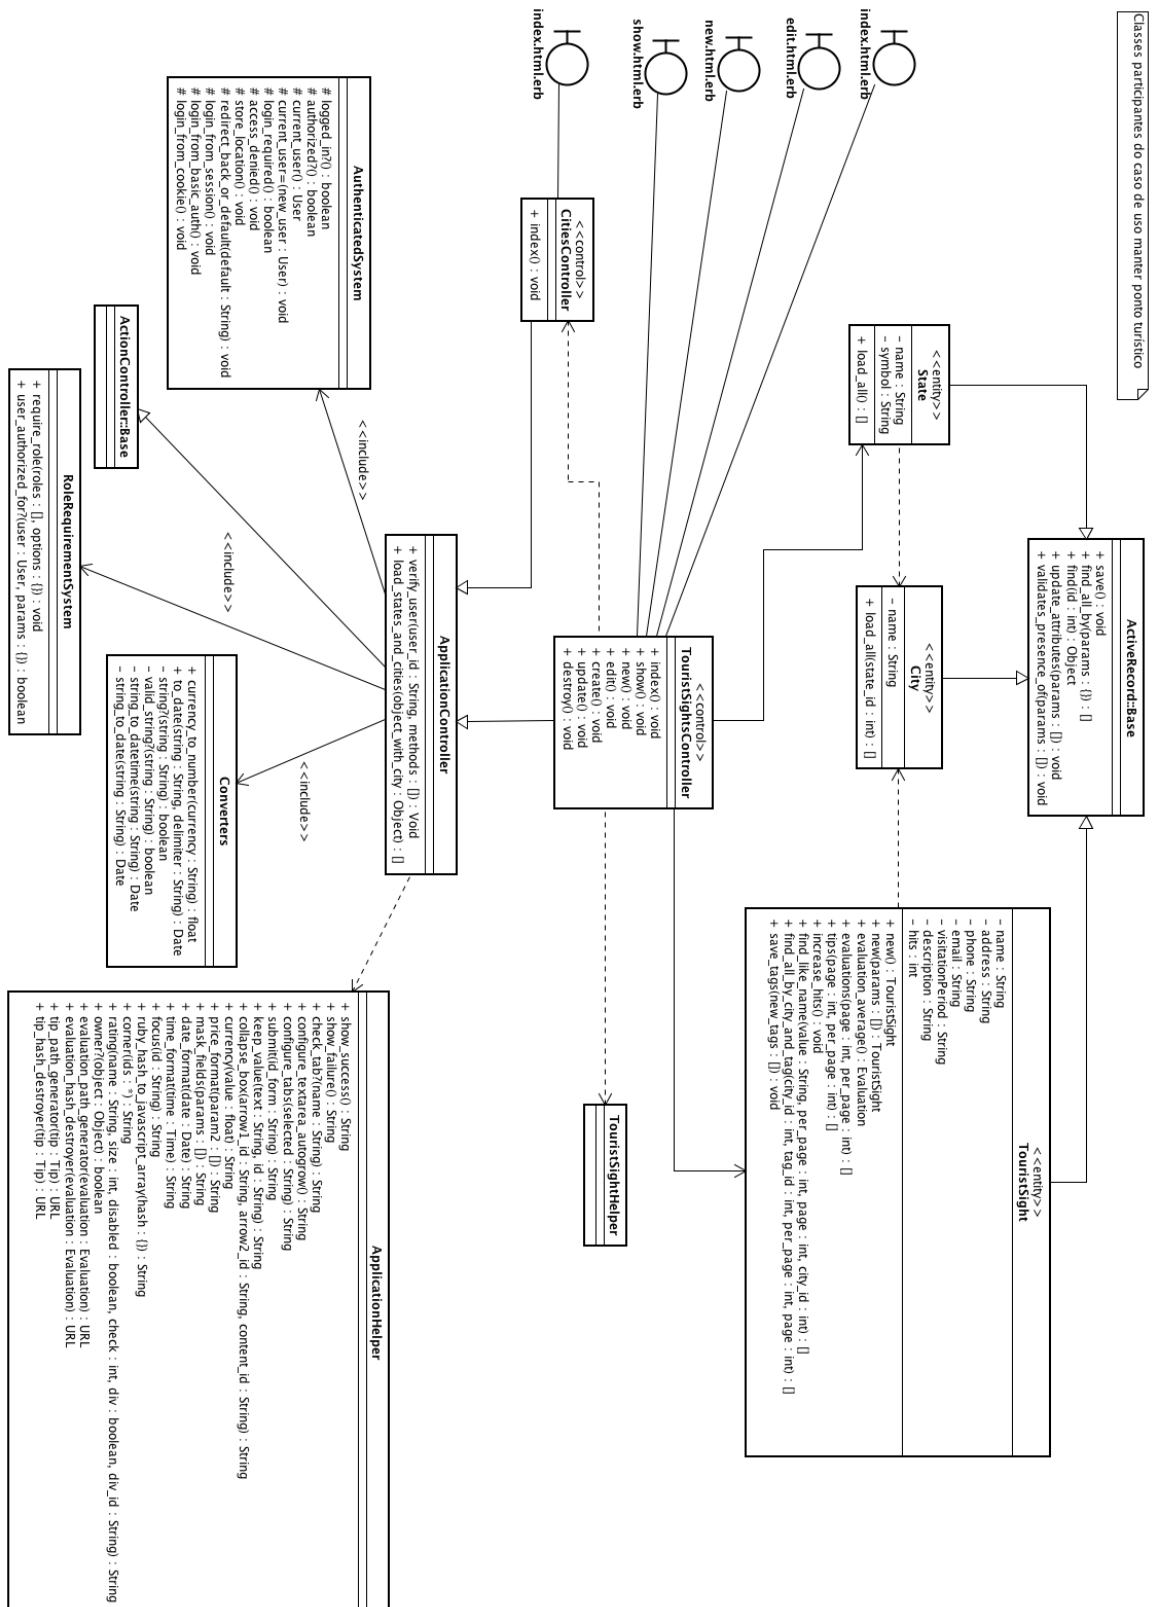 Classes participantes do caso de uso manter ponto turístico
index.html.erb
edit.html.erb
new.html.erb
show.html.erb
index.html.erb
<<entity>>
State
- name : String
- symbol : String
+ load_all() : []
ActiveRecord::Base
+ save() : void
+ find_all_by(params : {}) : []
+ find(id : int) : Object
+ update_attributes(params : []) : void
+ validates_presence_of(params : []) : void
<<entity>>
City
- name : String
+ load_all(state_id : int) : []
<<entity>>
TouristSight
- name : String
- address : String
- phone : String
- email : String
- visitationPeriod : String
- description : String
- hits : int
+ new() : TouristSight
+ new(params : []) : TouristSight
+ evaluation_average() : Evaluation
+ evaluations(page : int, per_page : int) : []
+ tips(page : int, per_page : int) : []
+ increase_hits() : void
+ find_like_name(value : String, per_page : int, page : int, city_id : int) : []
+ find_all_by_city_and_tag(city_id : int, tag_id : int, per_page : int, page : int) : []
+ save_tags(new_tags : []) : void
<<control>>
CitiesController
+ index() : void
<<control>>
TouristSightsController
+ index() : void
+ show() : void
+ new() : void
+ edit() : void
+ create() : void
+ update() : void
+ destroy() : void
TouristSightHelper
AuthenticatedSystem
# logged_in?() : boolean
# authorized?() : boolean
# current_user() : User
# current_user=(new_user : User) : void
# login_required() : boolean
# access_denied() : void
# store_location() : void
# redirect_back_or_default(default : String) : void
# login_from_session() : void
# login_from_basic_auth() : void
# login_from_cookie() : void
<<include>>
ApplicationController
+ verify_user(user_id : String, methods : []) : Void
+ load_states_and_cities(object_with_city : Object) : []
ActionController::Base
<<include>>
RoleRequirementSystem
+ require_role(roles : [], options : {}) : void
+ user_authorized_for?(user : User, params : {}) : boolean
<<include>>
Converters
+ currency_to_number(currency : String) : float
+ to_date(string : String, delimiter : String) : Date
- string?(string : String) : boolean
- valid_string?(string : String) : boolean
- string_to_datetime(string : String) : Date
- string_to_date(string : String) : Date
ApplicationHelper
+ show_success() : String
+ show_failure() : String
+ check_tab?(name : String) : String
+ configure_textarea_autogrow() : String
+ configure_tabs(selected : String) : String
+ submit(id_form : String) : String
+ keep_value(text : String, id : String) : String
+ collapse_box(arrow1_id : String, arrow2_id : String, content_id : String) : String
+ currency(value : float) : String
+ price_format(param2 : []) : String
+ mask_fields(params : []) : String
+ date_format(date : Date) : String
+ time_format(time : Time) : String
+ focus(id : String) : String
+ ruby_hash_to_javascript_array(hash : {}) : String
+ corner(ids : *) : String
+ rating(name : String, size : int, disabled : boolean, check : int, div : boolean, div_id : String) : String
+ owner?(object : Object) : boolean
+ evaluation_path_generator(evaluation : Evaluation) : URL
+ evaluation_hash_destroyer(evaluation : Evaluation) : URL
+ tip_path_generator(tip : Tip) : URL
+ tip_hash_destroyer(tip : Tip) : URL